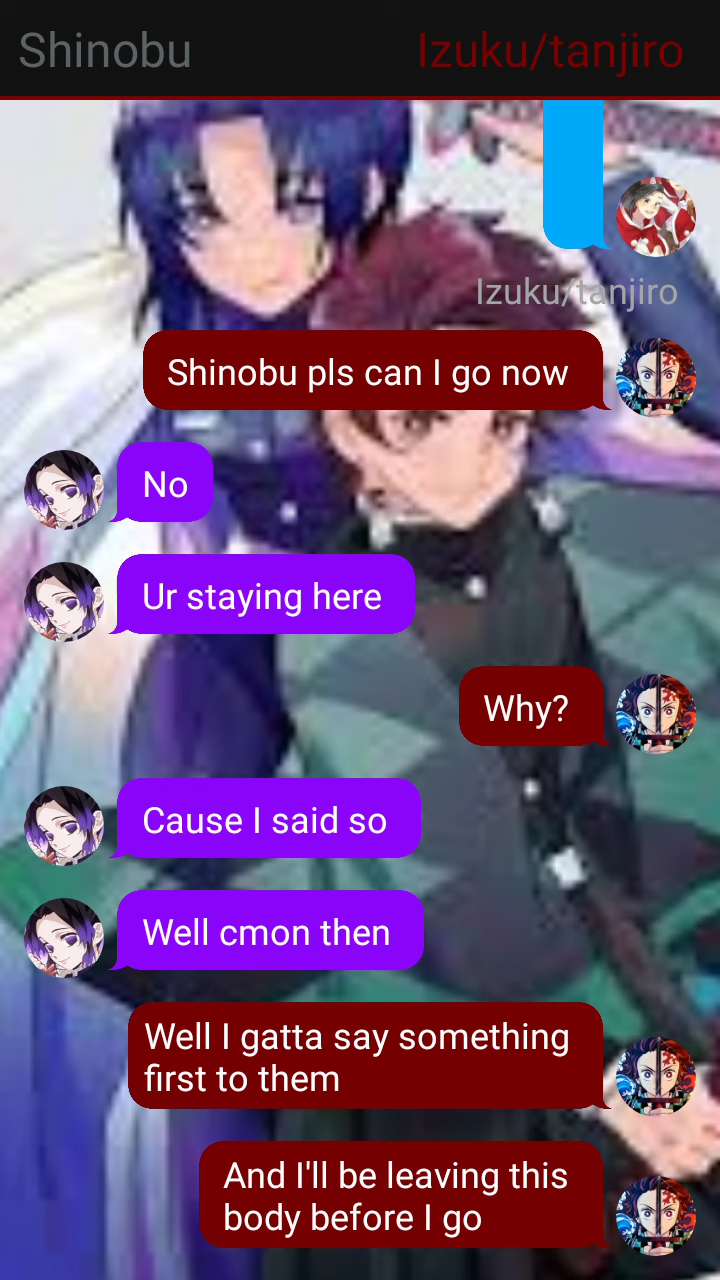 Shinobu
Izuku/tanjiro
Izuku/tanjiro
Shinobu pls can I go now
No
Ur staying here
Why?
Cause I said so
Well cmon then
Well I gatta say something
first to them
And I'll be leaving this
body before I go